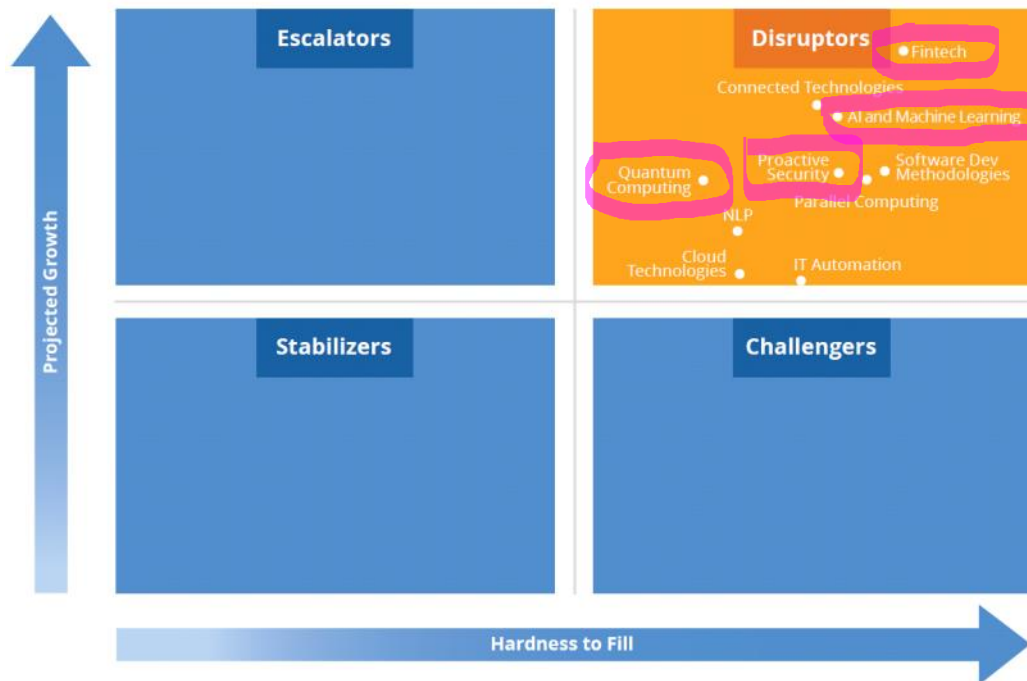 Escalators
Disruptors
Fintech
Connected Technologies
AI and Machine Learning
Proactive
Security
Software Dev
Methodologies
Quantum
Computing
Parallel Computing
NLP
Cloud
Technologies
IT Automation
Projected Growth
Stabilizers
Challengers
Hardness to Fill